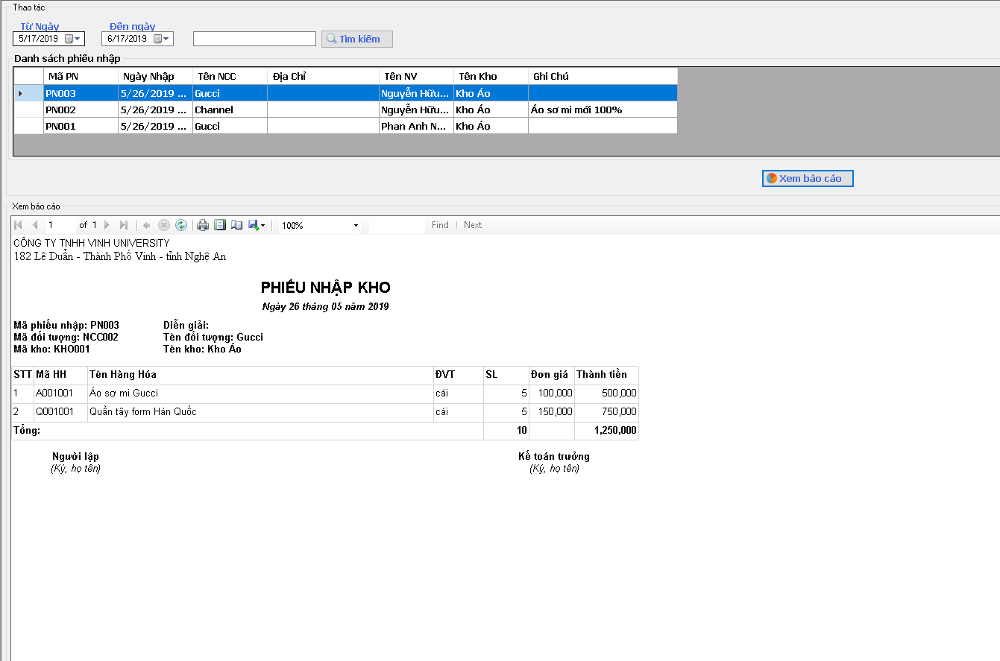 Thao tác
Từ Ngày Đến ngày
5/17/2019 6/17/2019 Tìm kiếm
Danh sách phiếu nhập
Mã PN Ngày Nhập Tên NCC Địa Chỉ Tên NV Tên Kho Ghi Chú
PN003 5/26/2019 ... Gucci Nguyễn Hữu... Kho Áo
PN002 5/26/2019 ... Channel Nguyễn Hữu... Kho Áo Áo sơ mi mới 100%
PN001 5/26/2019 ... Gucci Phan Anh N... Kho Áo
Xem báo cáo
Xem báo cáo
1 of 1 100% Find | Next
CÔNG TY TNHH VINH UNIVERSITY
182 Lê Duẩn - Thành Phố Vinh - tỉnh Nghệ An
PHIẾU NHẬP KHO
Ngày 26 tháng 05 năm 2019
Mã phiếu nhập: PN003 Diễn giải:
Mã đối tượng: NCC002 Tên đối tượng: Gucci
Mã kho: KHO001 Tên kho: Kho Áo
STT Mã HH Tên Hàng Hóa ĐVT SL Đơn giá Thành tiền
1 A001001 Áo sơ mi Gucci cái 5 100,000 500,000
2 Q001001 Quần tây form Hàn Quốc cái 5 150,000 750,000
Tổng: 10 1,250,000
Người lập Kế toán trưởng
(Ký, họ tên) (Ký, họ tên)